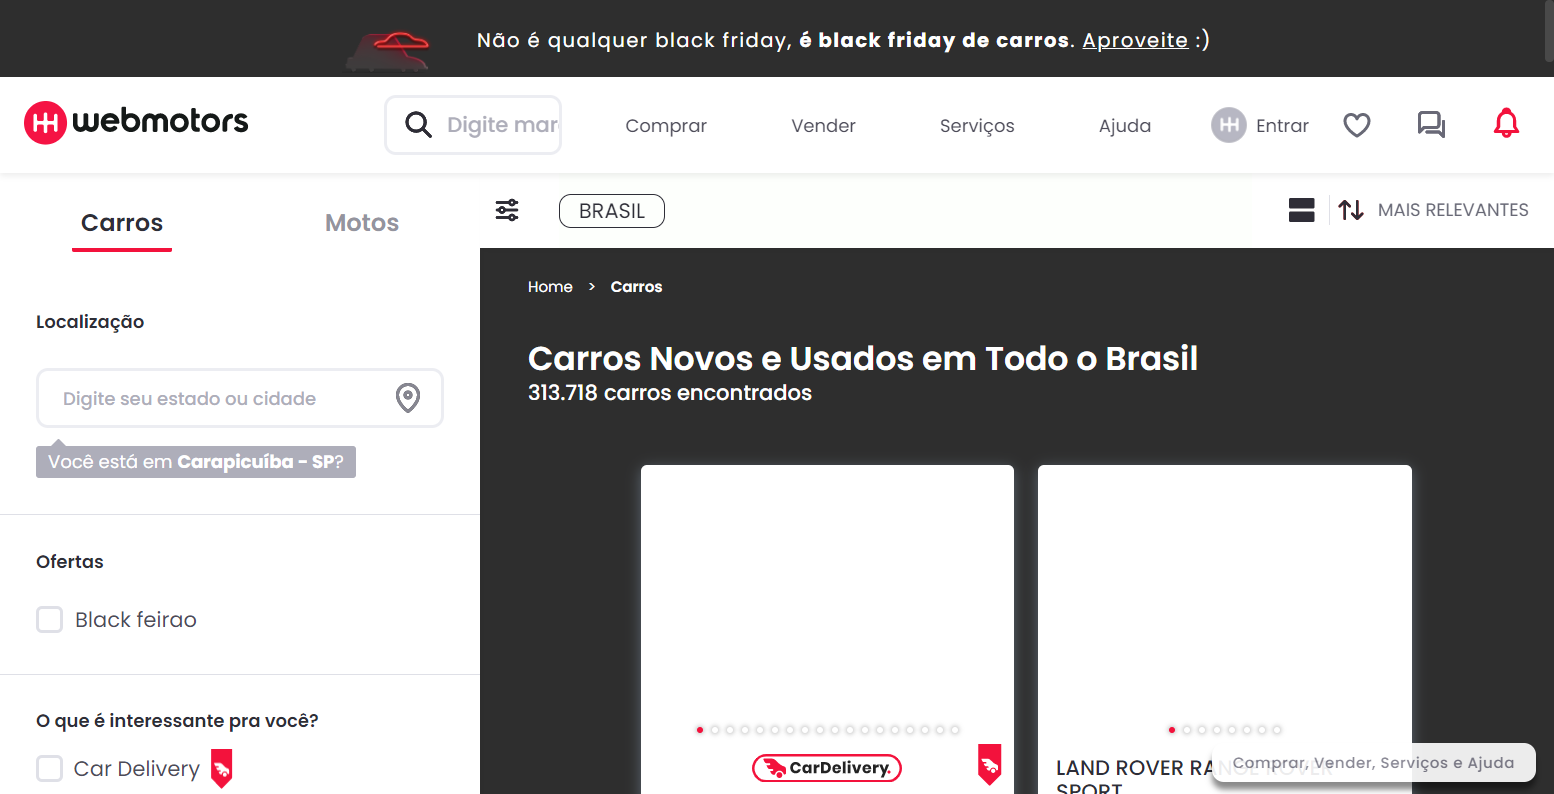 Não é qualquer black friday, é black friday de carros. Aproveite :)
webmotors
Digite mar
Comprar
Vender
Serviços
Ajuda
Entrar
Carros
Motos
BRASIL
MAIS RELEVANTES
Localização
Digite seu estado ou cidade
Você está em Carapicuíba - SP?
Ofertas
Black feirao
O que é interessante pra você?
Car Delivery
Home > Carros
Carros Novos e Usados em Todo o Brasil
313.718 carros encontrados
CarDelivery.
LAND ROVER RANGE ROVER
SPORT
Comprar, Vender, Serviços e Ajuda